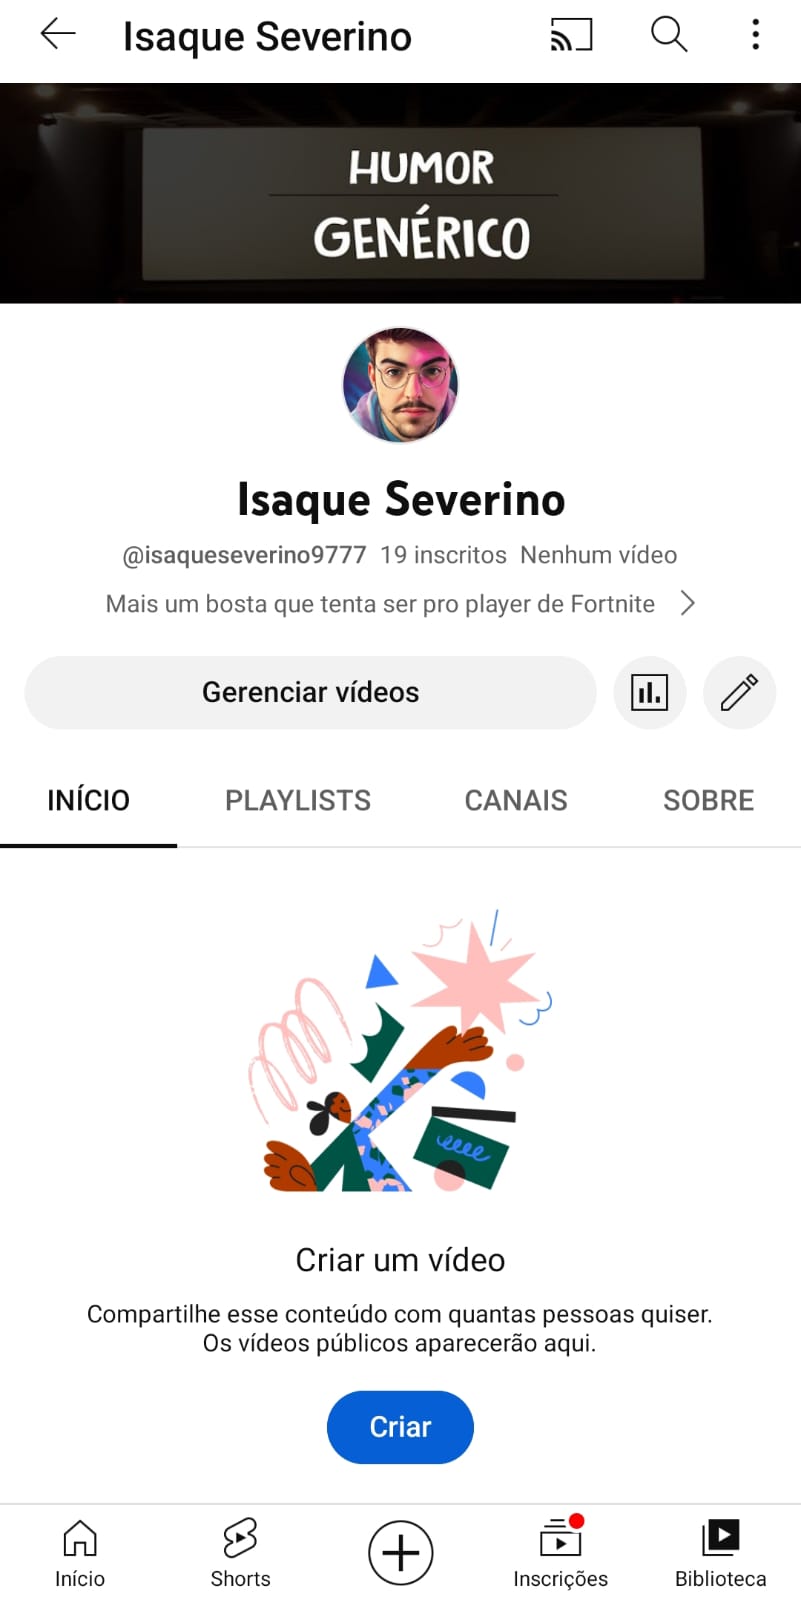 Isaque Severino
HUMOR
GENÉRICO
Isaque Severino
@isaqueseverino9777 19 inscritos Nenhum vídeo
Mais um bosta que tenta ser pro player de Fortnite
Gerenciar vídeos
INÍCIO PLAYLISTS CANAIS SOBRE
Criar um vídeo
Compartilhe esse conteúdo com quantas pessoas quiser.
Os vídeos públicos aparecerão aqui.
Criar
Início Shorts Inscrições Biblioteca